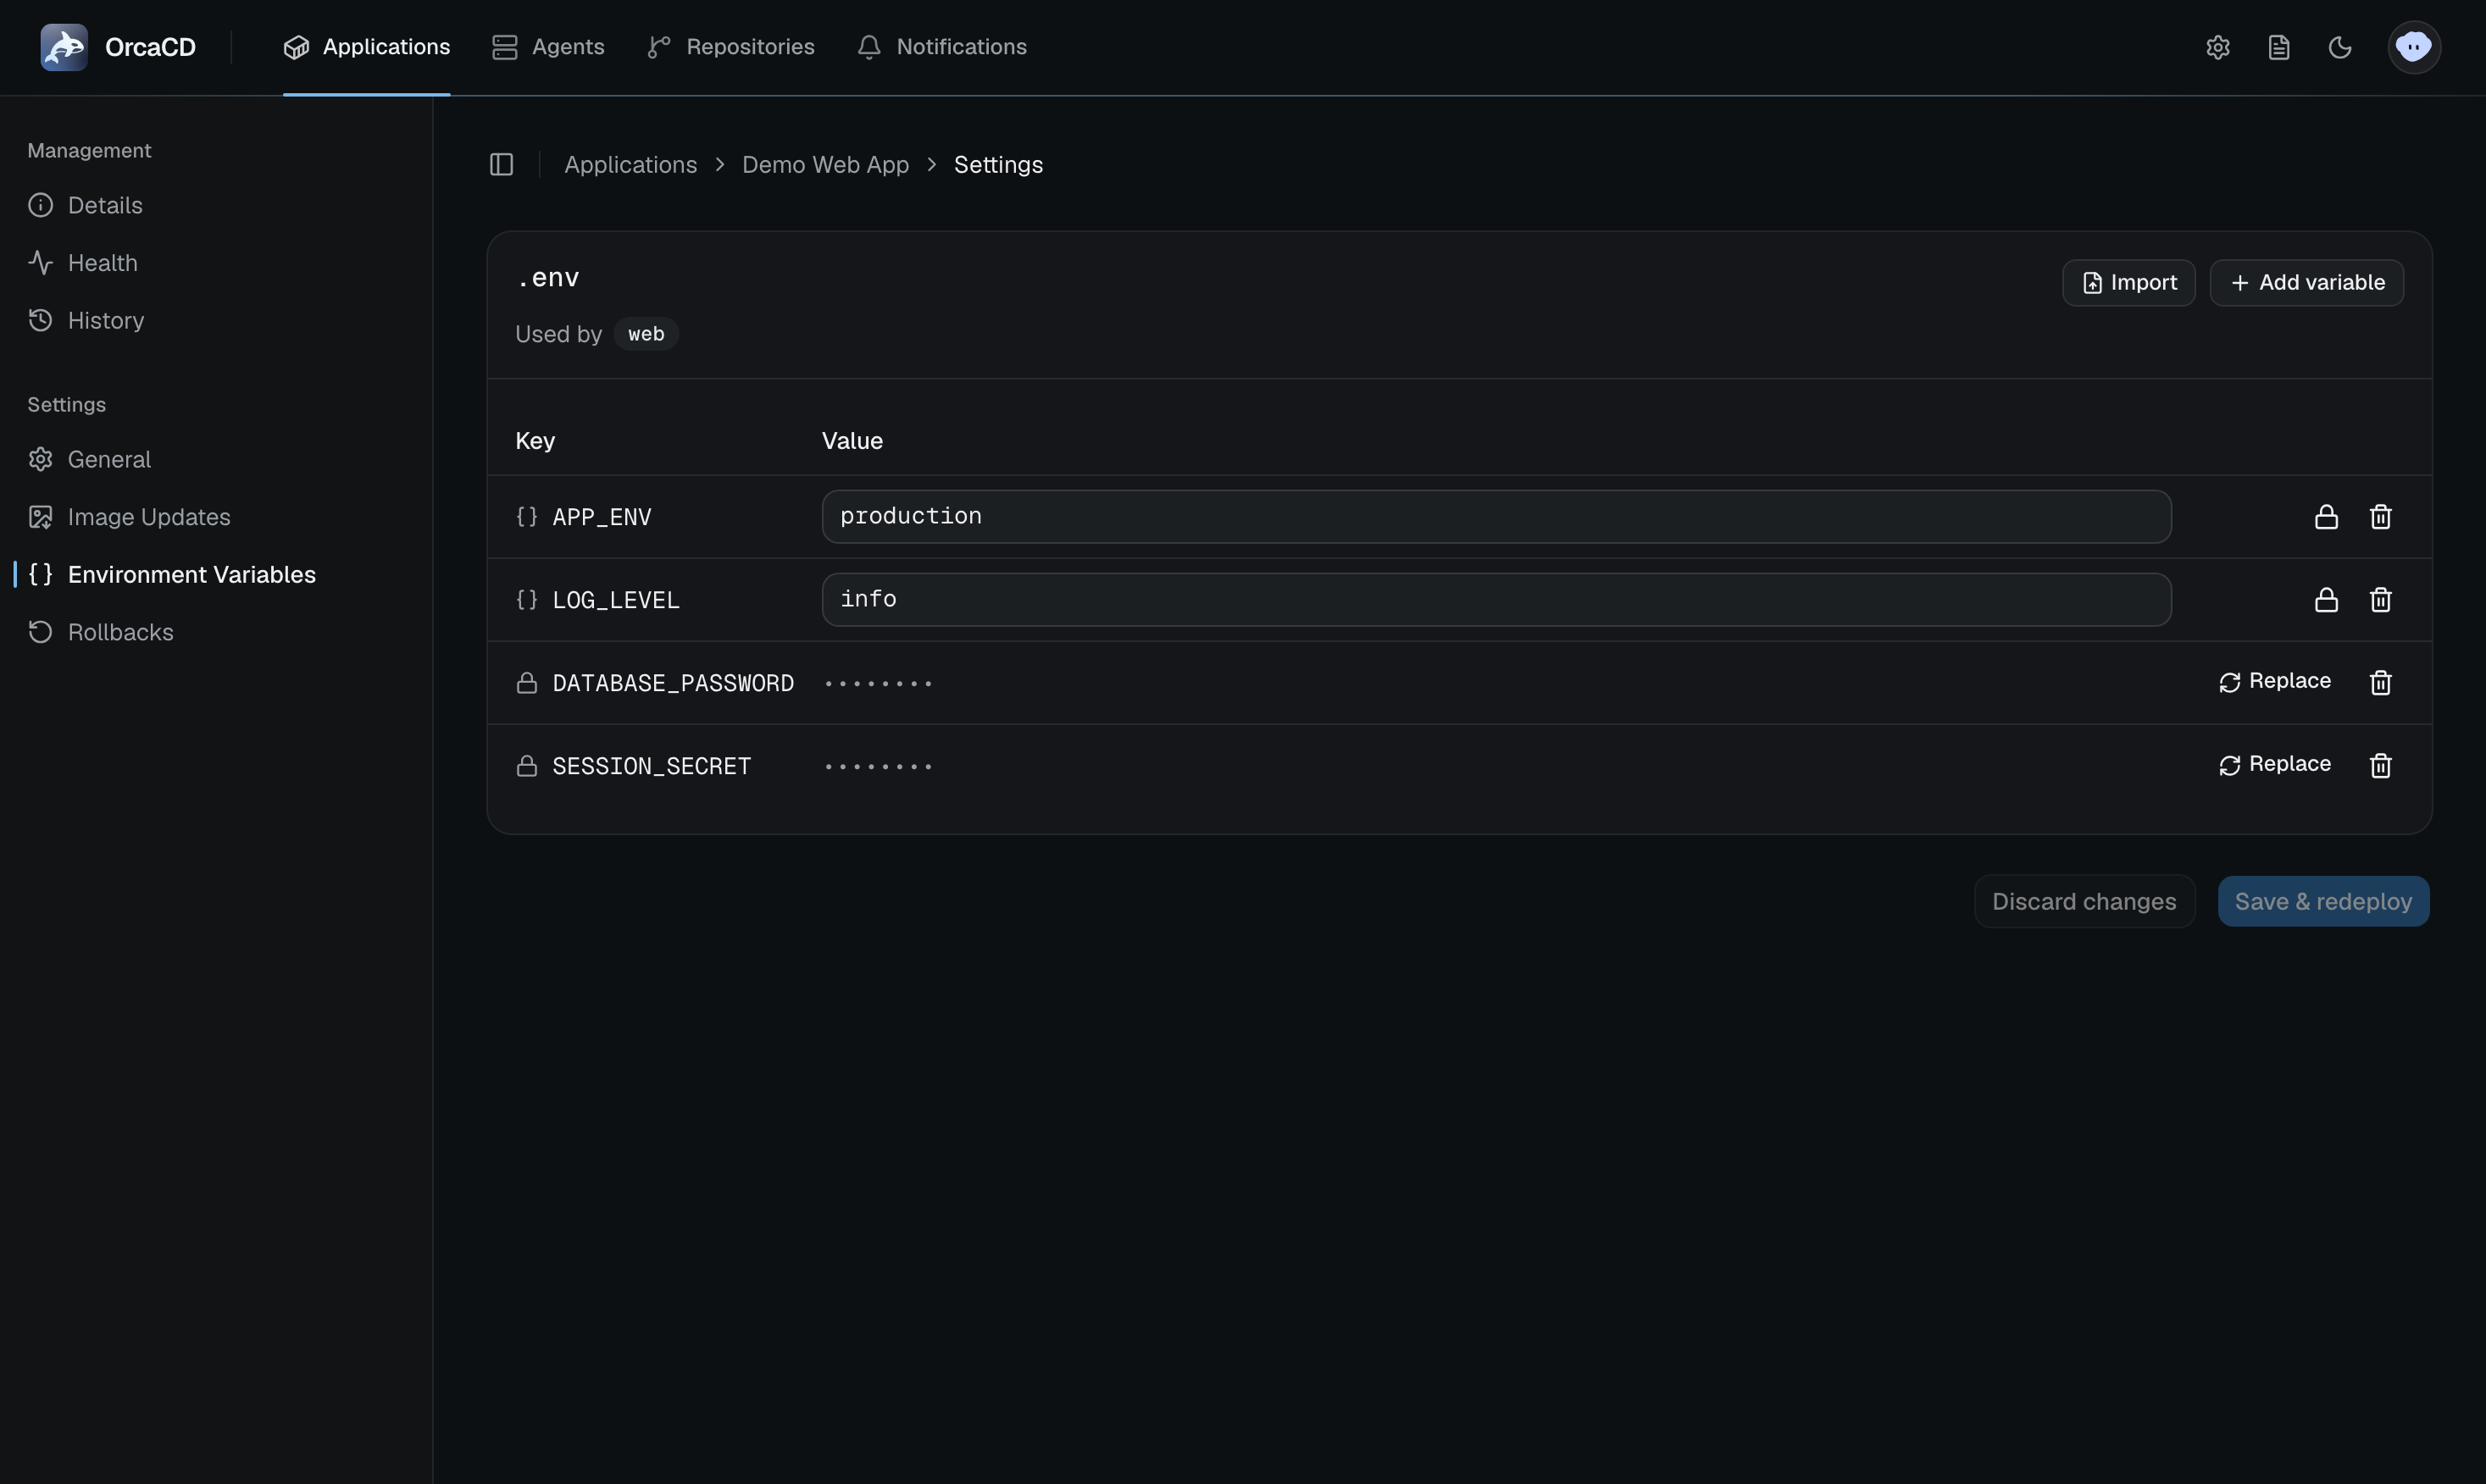 OrcaCD
Applications
Agents
Repositories
Notifications
Management
Details
Health
History
Settings
General
Image Updates
Environment Variables
Rollbacks
Applications > Demo Web App > Settings
.env
Import
Add variable
Used by web
Key Value
{} APP_ENV production
{} LOG_LEVEL info
DATABASE_PASSWORD ········ Replace
SESSION_SECRET ········ Replace
Discard changes
Save & redeploy